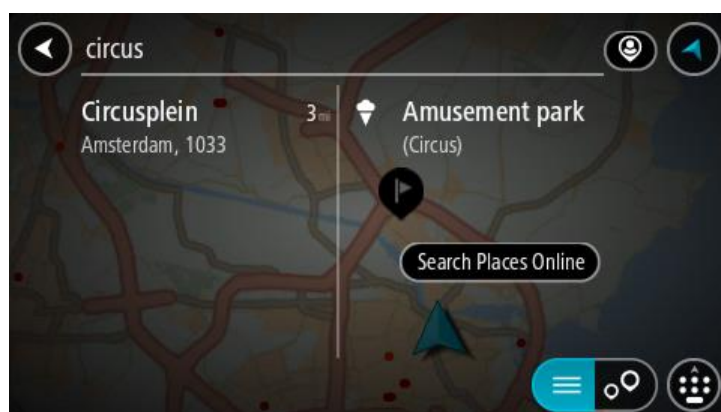 circus
Circusplein
3 mi
Amsterdam, 1033
Amusement park
(Circus)
Search Places Online